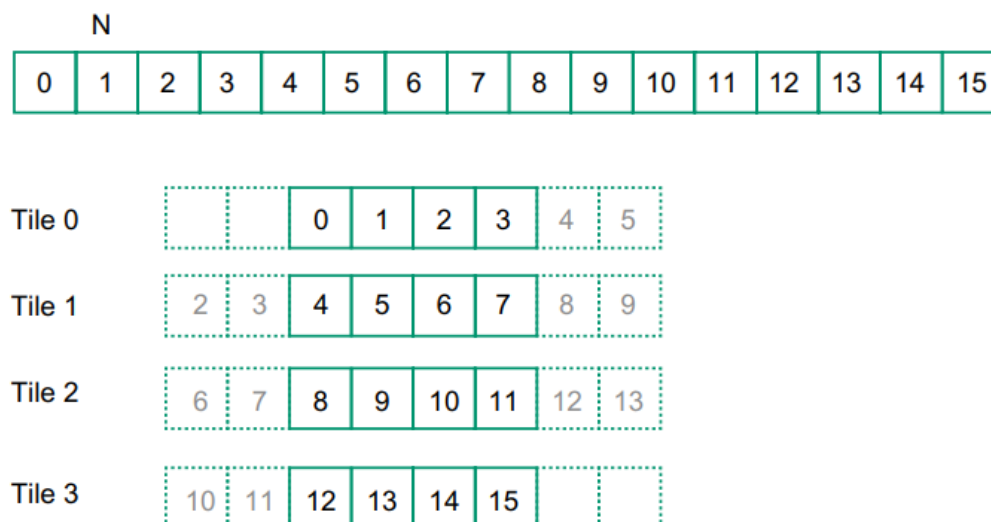 N
0 1 2 3 4 5 6 7 8 9 10 11 12 13 14 15
Tile 0 0 1 2 3 4 5
Tile 1 2 3 4 5 6 7 8 9
Tile 2 6 7 8 9 10 11 12 13
Tile 3 10 11 12 13 14 15